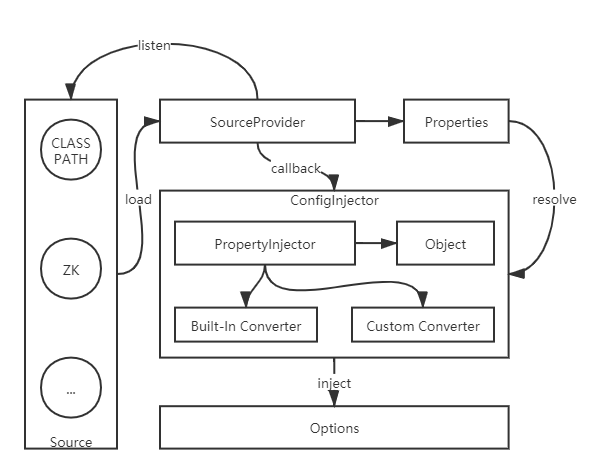 listen
CLASS
PATH
SourceProvider
Properties
callback
load
ConfigInjector
resolve
PropertyInjector
Object
ZK
Built-In Converter
Custom Converter
inject
...
Options
Source